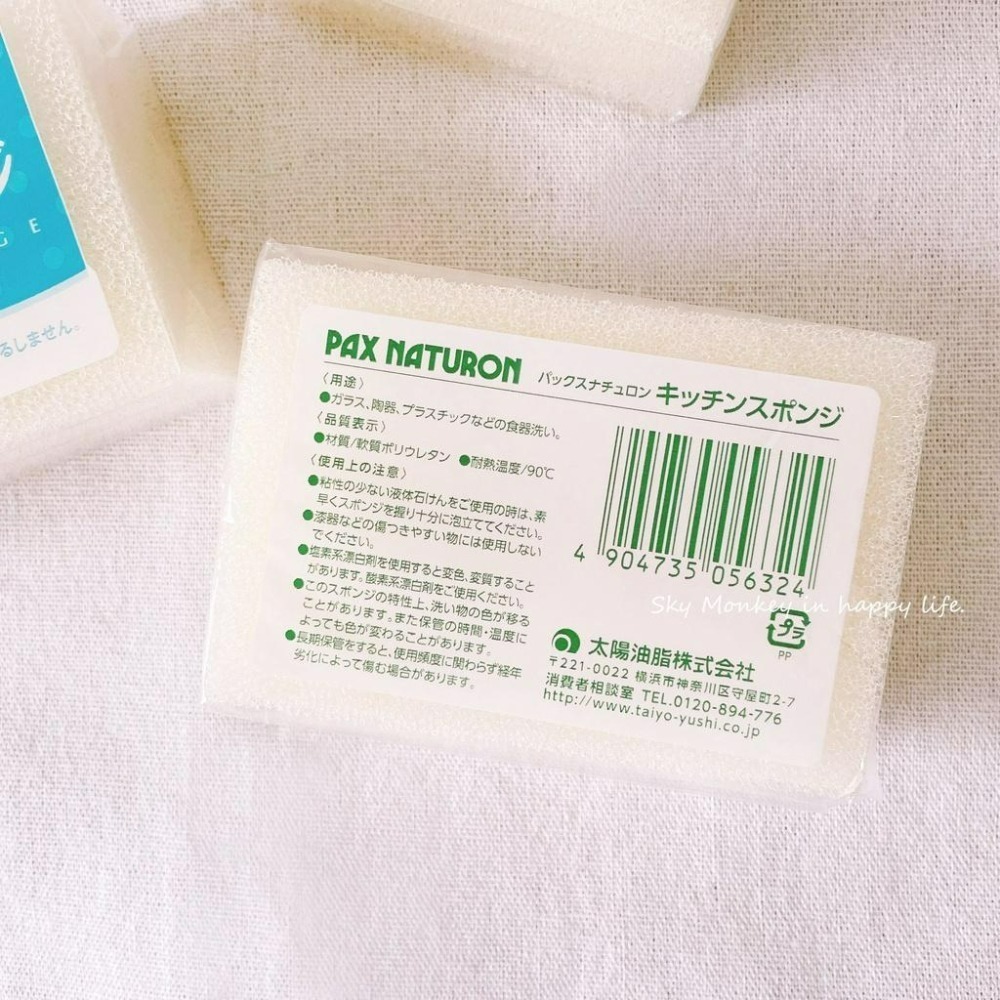 G E
るしません。
PAX NATURON パックスナチュロン キッチンスポンジ
〈用途〉
●ガラス、陶器、プラスチックなどの食器洗い。
〈品質表示〉
●材質/軟質ポリウレタン ●耐熱温度/90℃
〈使用上の注意〉
●粘性の少ない液体石けんをご使用の時は、素
早くスポンジを握り十分に泡立ててください。
●漆器などの傷つきやすい物には使用しない
でください。
●塩素系漂白剤を使用すると変色、変質すること
があります。酸素系漂白剤をご使用ください。
●このスポンジの特性上、洗い物の色が移る
ことがあります。また保管の時間・温度に
よっても色が変わることがあります。
●長期保管をすると、使用頻度に関わらず経年
劣化によって傷む場合があります。
4 904735 056324
Sky Monkey in happy life.
プラ
PP
太陽油脂株式会社
〒221-0022 横浜市神奈川区守屋町2-7
消費者相談室 TEL.0120-894-776
http://www.taiyo-yushi.co.jp